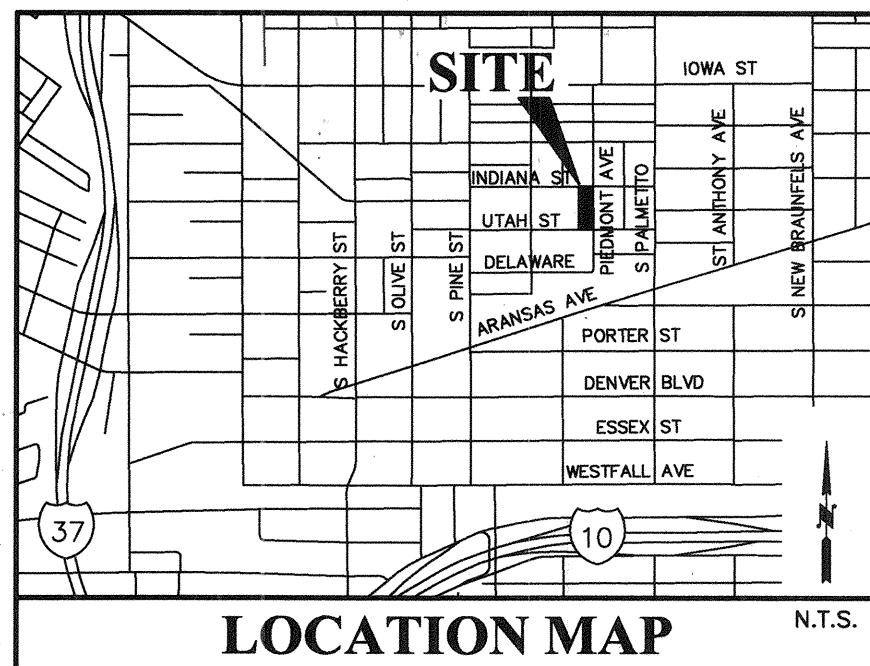 IOWA ST
SITE
INDIANA ST
UTAH ST
DELAWARE
PIEDMONT AVE
S PALMETTO
ST ANTHONY AVE
S NEW BRAUNFELS AVE
S HACKBERRY ST
S OLIVE ST
S PINE ST
ARANSAS AVE
PORTER ST
DENVER BLVD
ESSEX ST
WESTFALL AVE
N
37
10
LOCATION MAP
N.T.S.